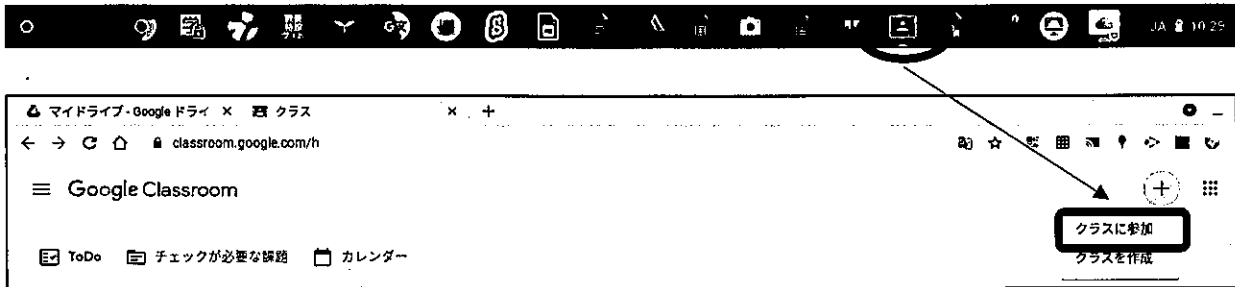 JA 10:29
マイドライブ - Google ドライ × クラス × +
classroom.google.com/h
Google Classroom
クラスに参加
ToDo チェックが必要な課題 カレンダー
クラスを作成